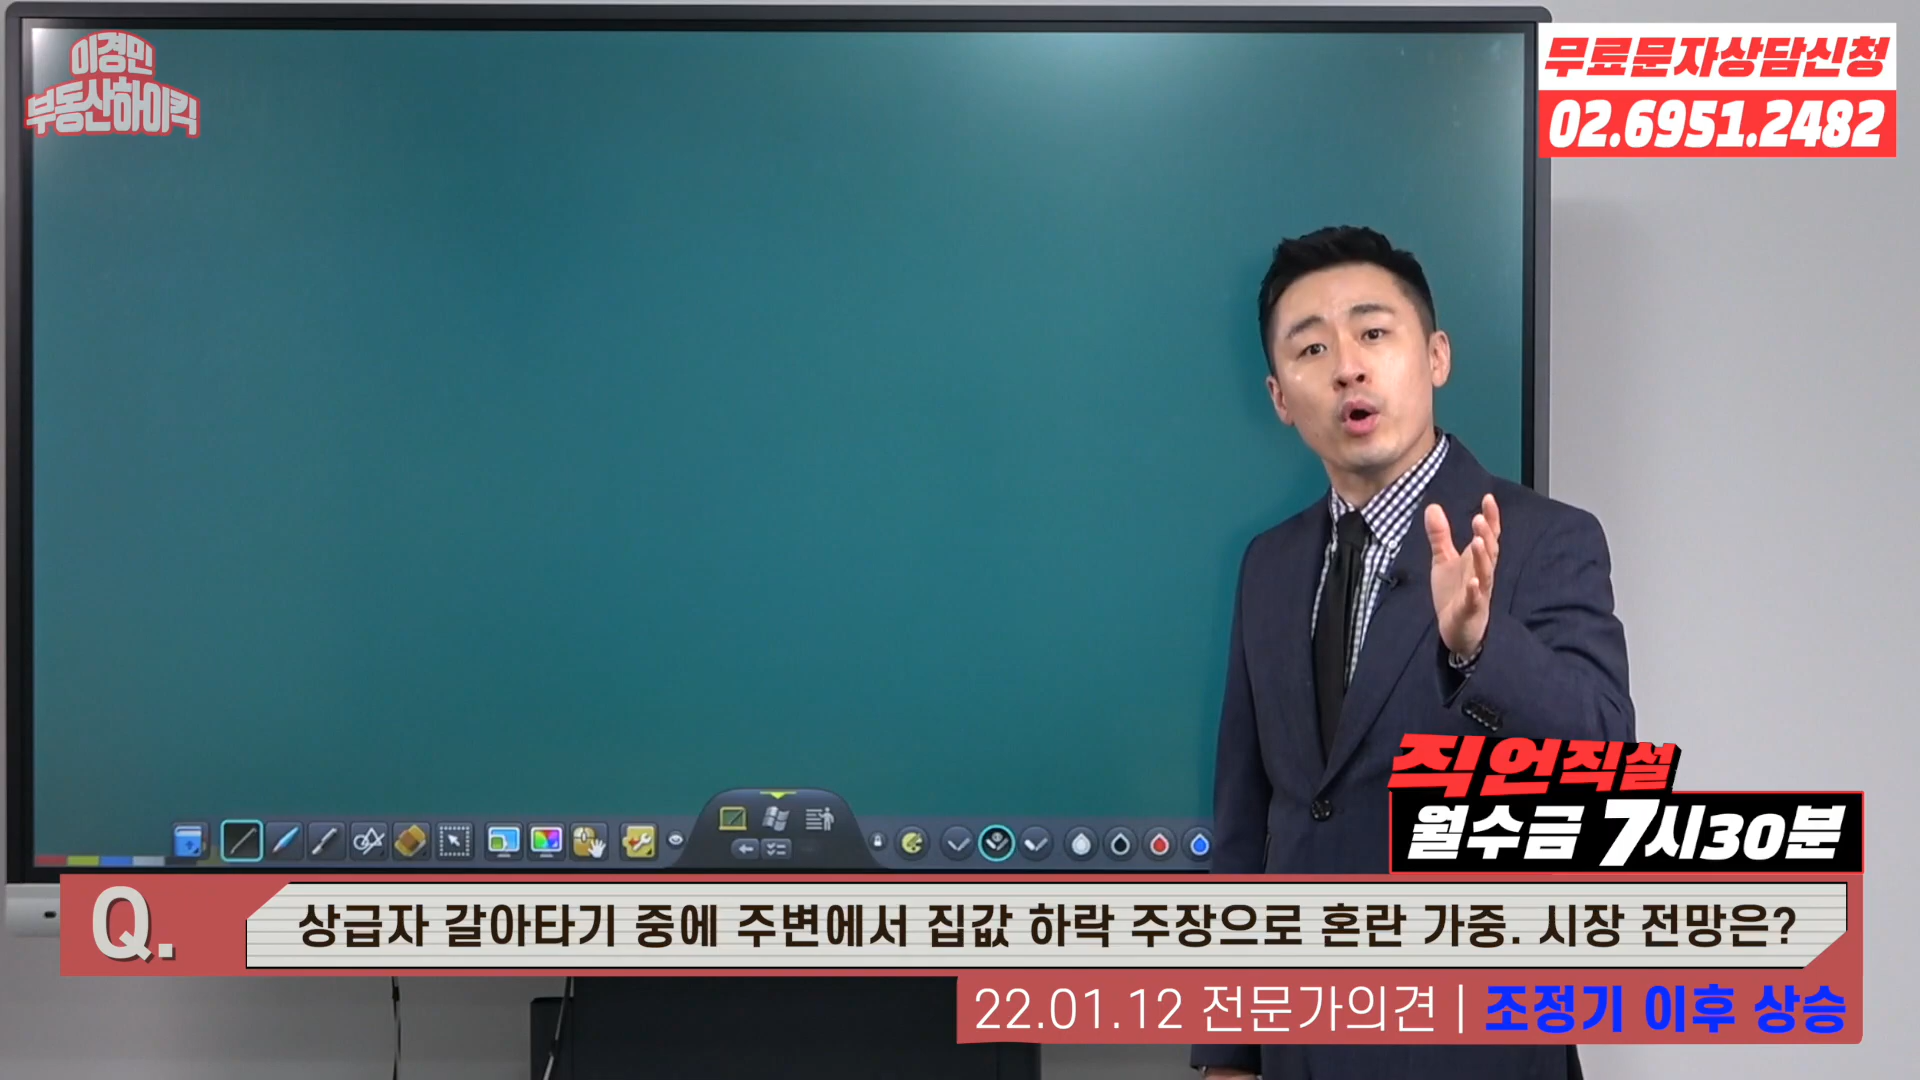 이경민
부동산하이킥
무료문자상담신청
02.6951.2482
직언직설
월수금 7시30분
Q. 상급자 갈아타기 중에 주변에서 집값 하락 주장으로 혼란 가중. 시장 전망은?
22.01.12 전문가의견 | 조정기 이후 상승